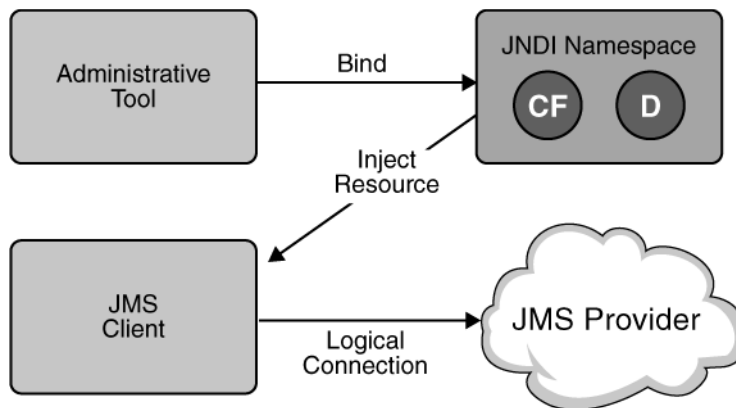 Administrative
Tool
Bind
JNDI Namespace
CF
D
Inject
Resource
JMS
Client
Logical
Connection
JMS Provider